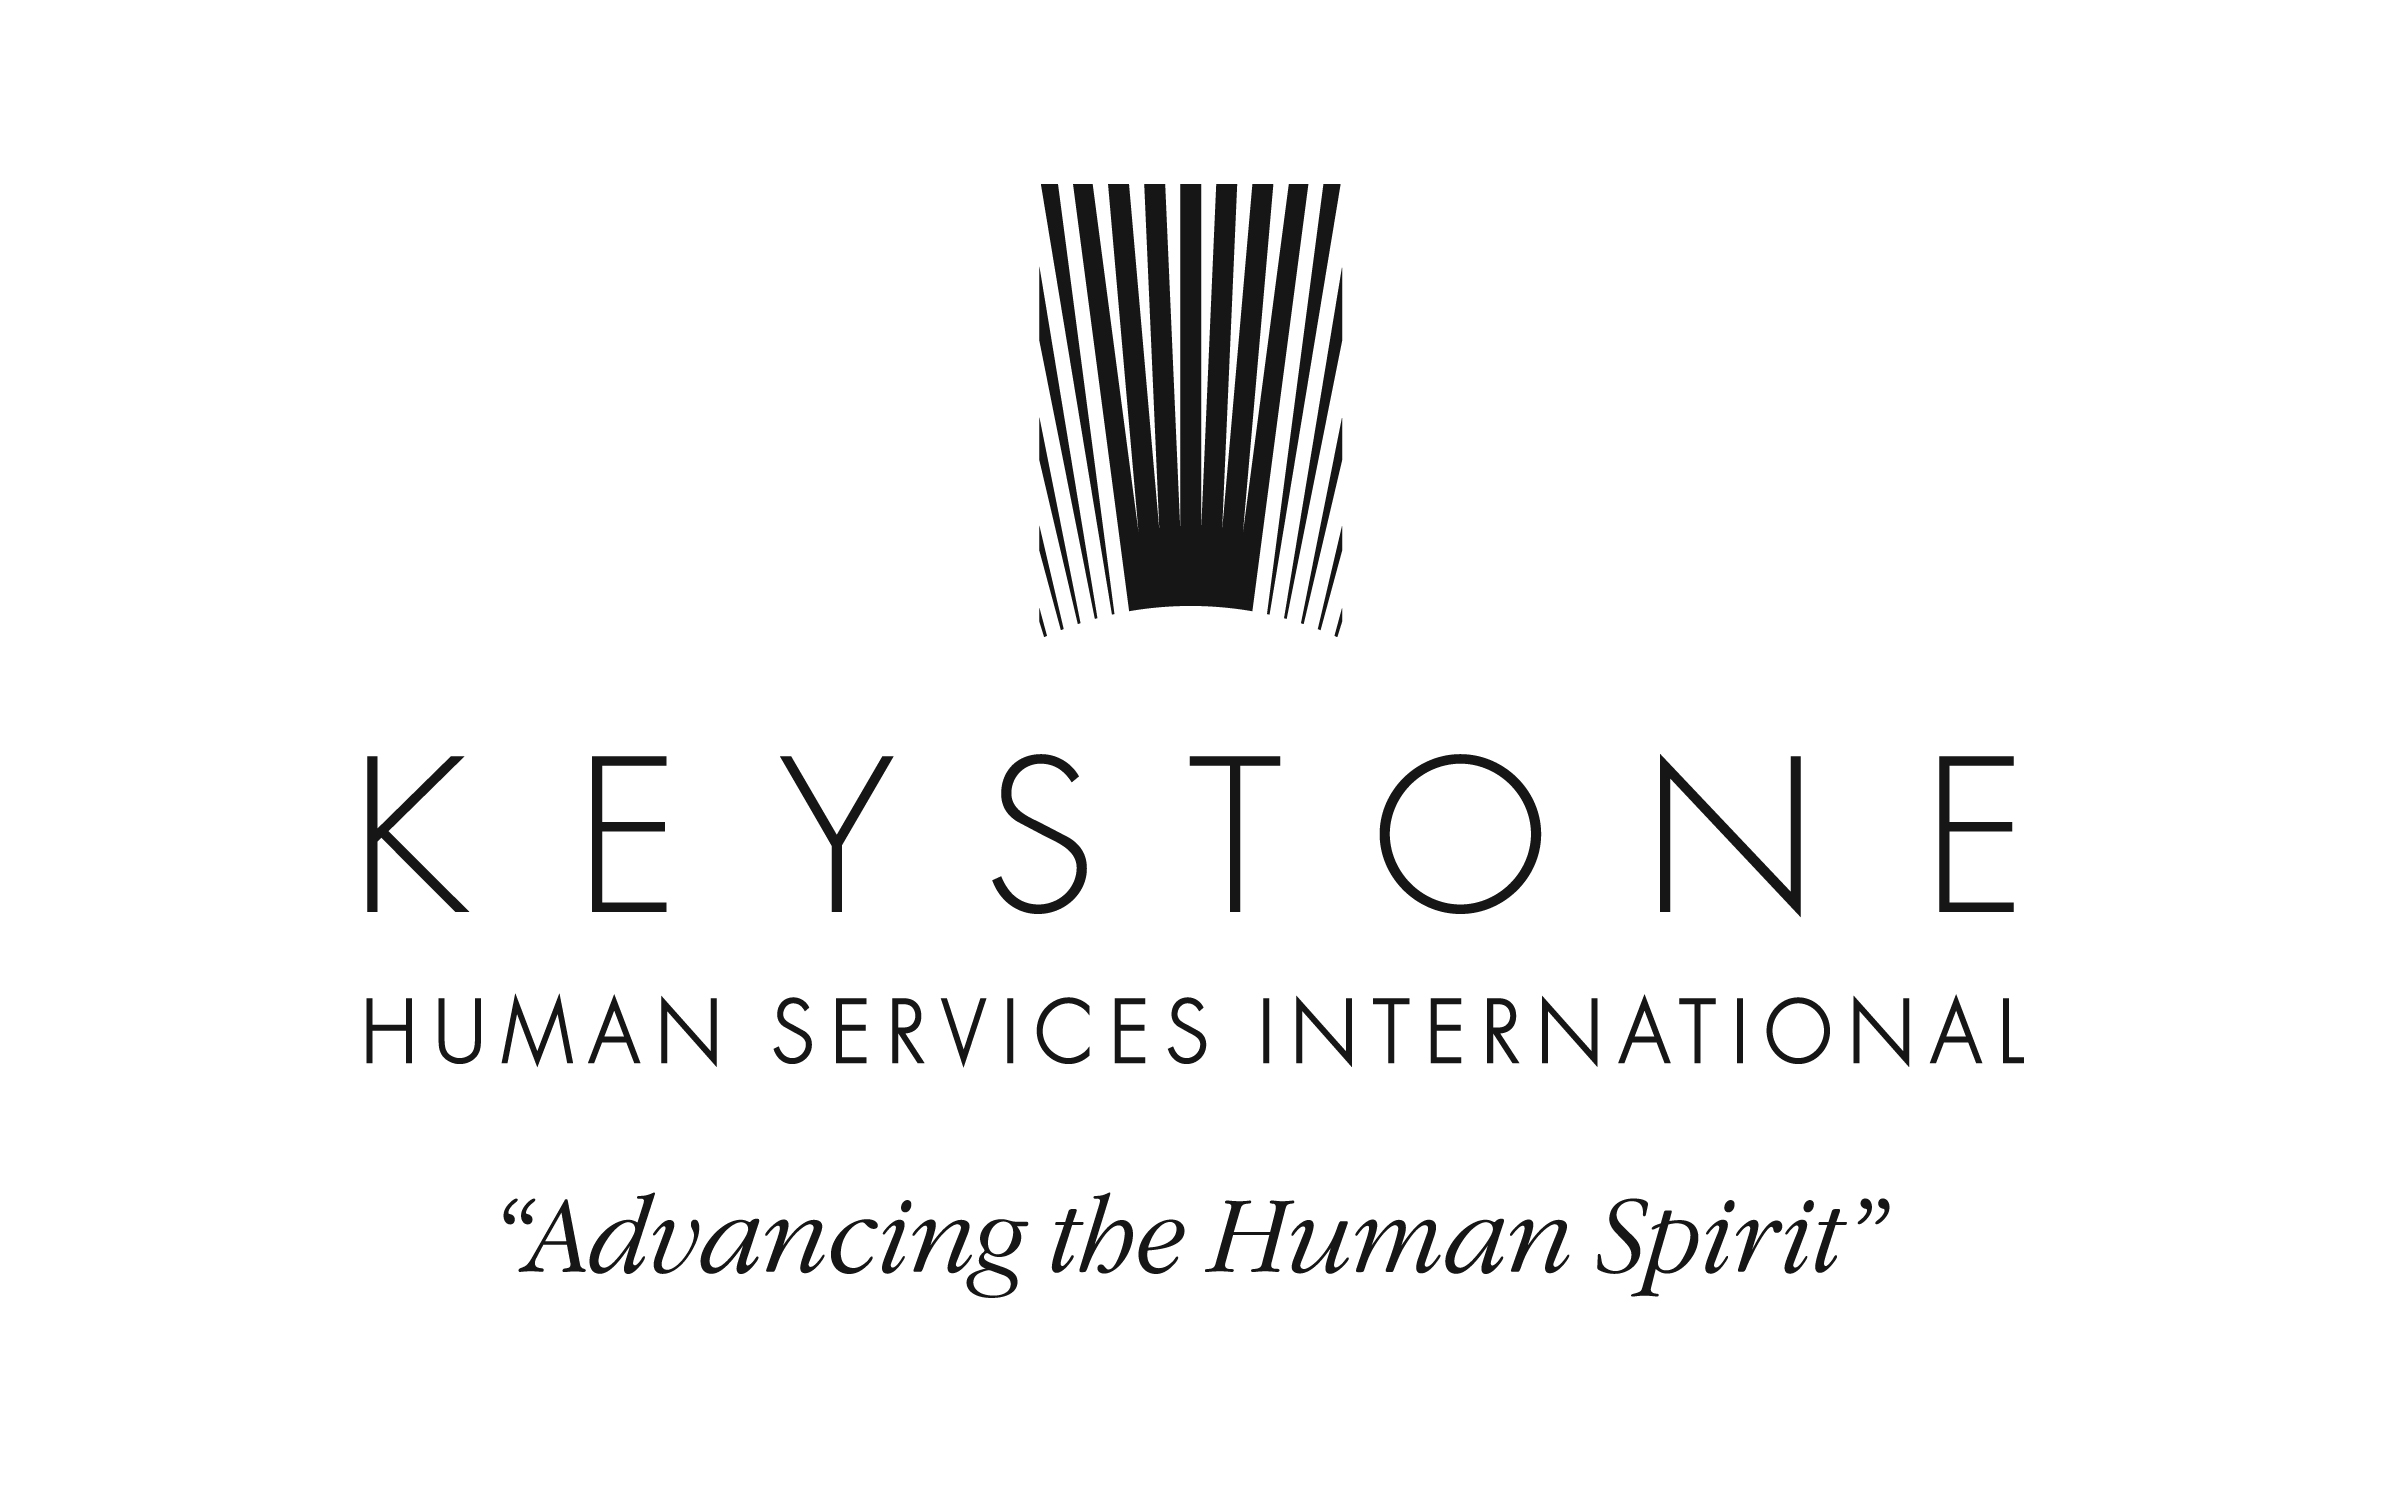 KEYSTONE
HUMAN SERVICES INTERNATIONAL
“Advancing the Human Spirit”